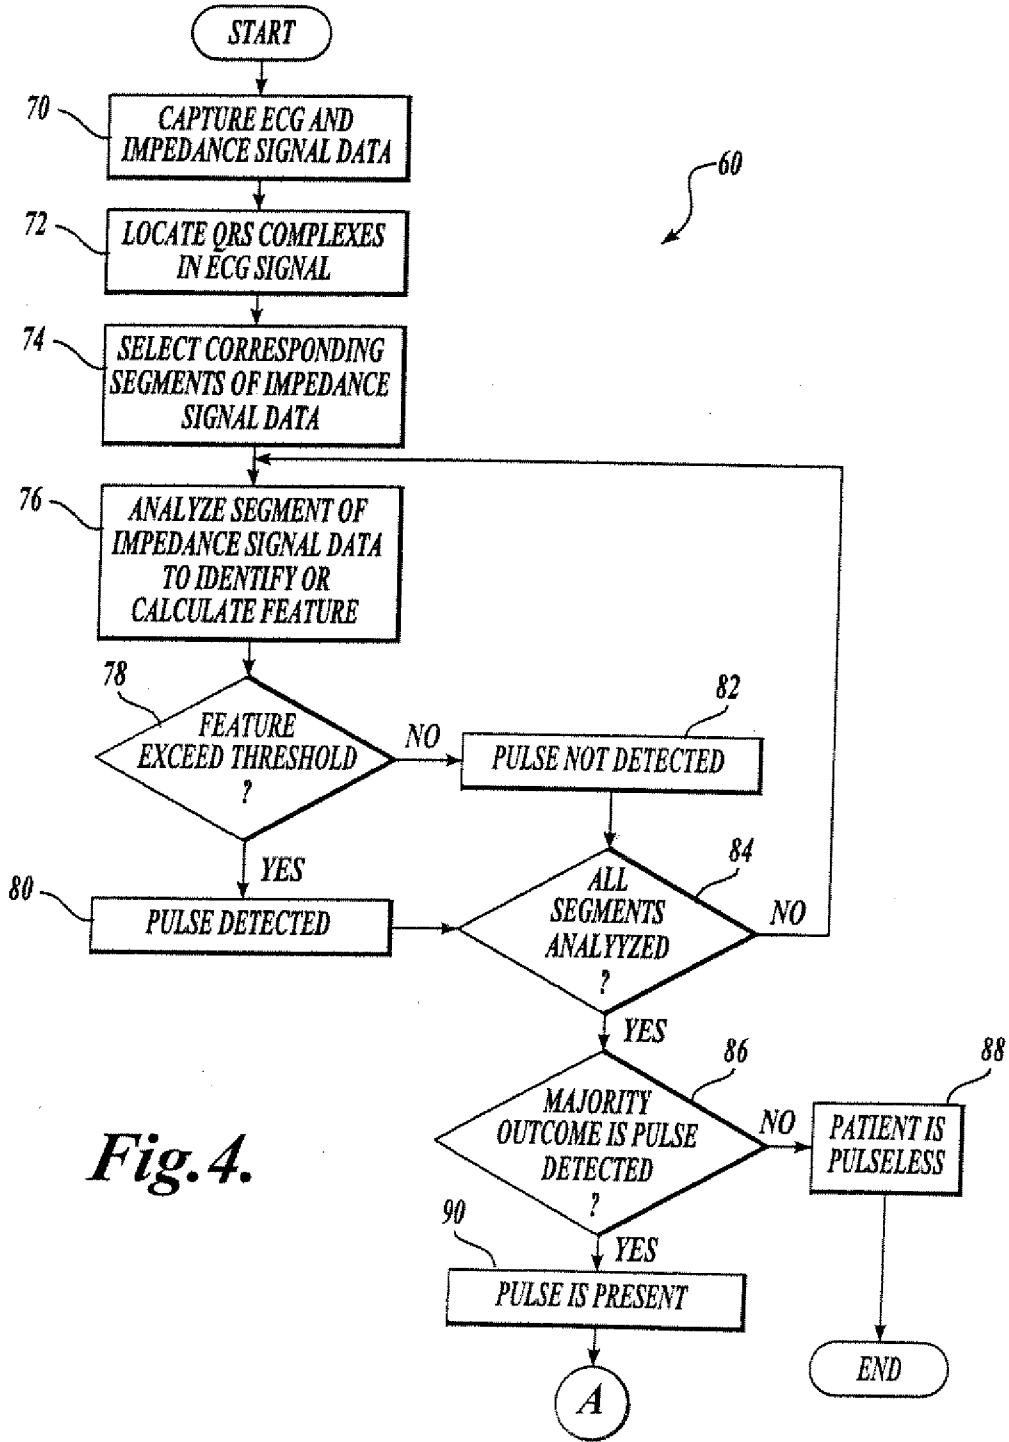 START
70
CAPTURE ECG AND
IMPEDANCE SIGNAL DATA
60
72
LOCATE QRS COMPLEXES
IN ECG SIGNAL
74
SELECT CORRESPONDING
SEGMENTS OF IMPEDANCE
SIGNAL DATA
76
ANALYZE SEGMENT OF
IMPEDANCE SIGNAL DATA
TO IDENTIFY OR
CALCULATE FEATURE
78
FEATURE
EXCEED THRESHOLD
?
NO
82
PULSE NOT DETECTED
YES
80
PULSE DETECTED
84
ALL
SEGMENTS
ANALYYZED
?
NO
YES
86
MAJORITY
OUTCOME IS PULSE
DETECTED
?
NO
88
PATIENT IS
PULSELESS
Fig.4.
YES
90
PULSE IS PRESENT
END
A